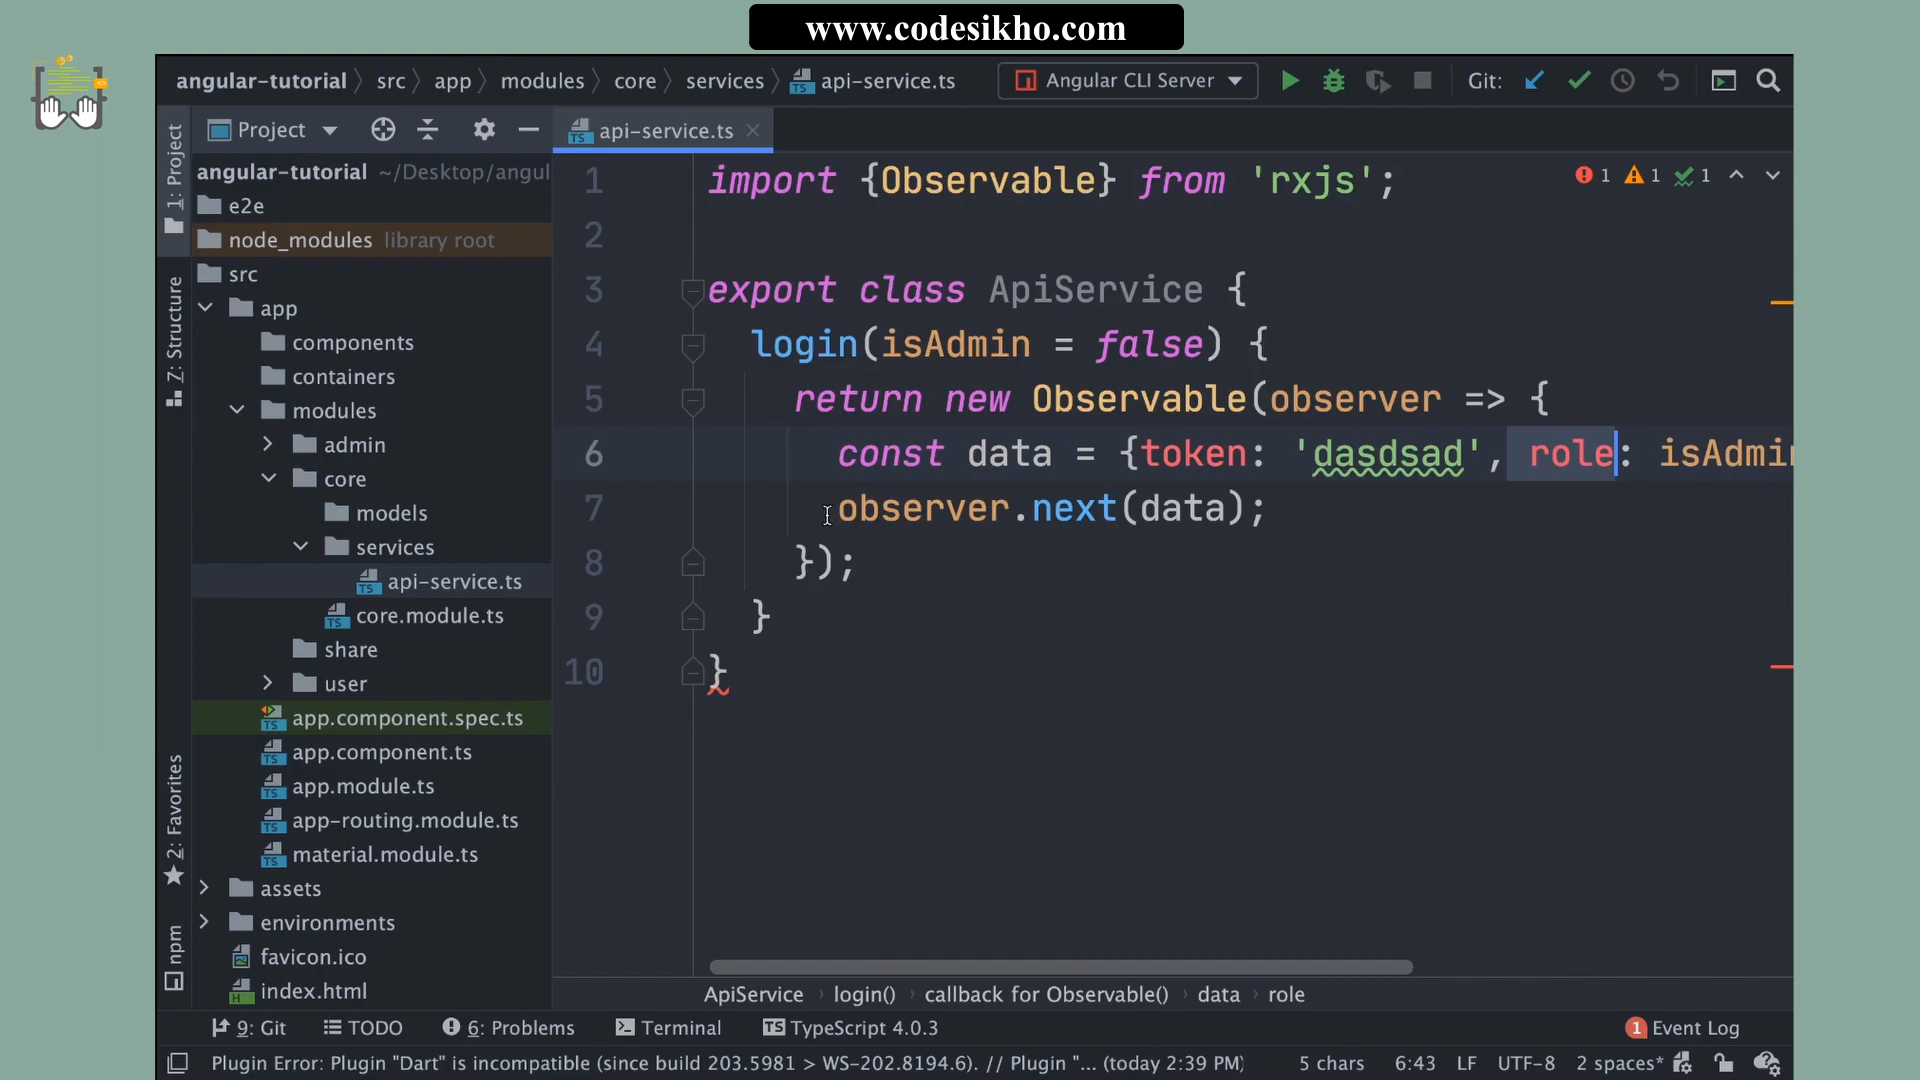 www.codesikho.com
angular-tutorial src app modules core services api-service.ts Angular CLI Server Git:
Project
api-service.ts
1: Project
Z: Structure
2: Favorites
npm
angular-tutorial ~/Desktop/angul
e2e
node_modules library root
src
app
components
containers
modules
admin
core
models
services
api-service.ts
core.module.ts
share
user
app.component.spec.ts
app.component.ts
app.module.ts
app-routing.module.ts
material.module.ts
assets
environments
favicon.ico
index.html
1 import {Observable} from 'rxjs'; 1 1 1
2
3 export class ApiService {
4 login(isAdmin = false) {
5 return new Observable(observer => {
6 const data = {token: 'dasdsad', role: isAdmin
7 observer.next(data);
8 });
9 }
10 }
ApiService login() callback for Observable() data role
9: Git TODO 6: Problems Terminal TypeScript 4.0.3 1 Event Log
Plugin Error: Plugin "Dart" is incompatible (since build 203.5981 > WS-202.8194.6). // Plugin "... (today 2:39 PM) 5 chars 6:43 LF UTF-8 2 spaces*